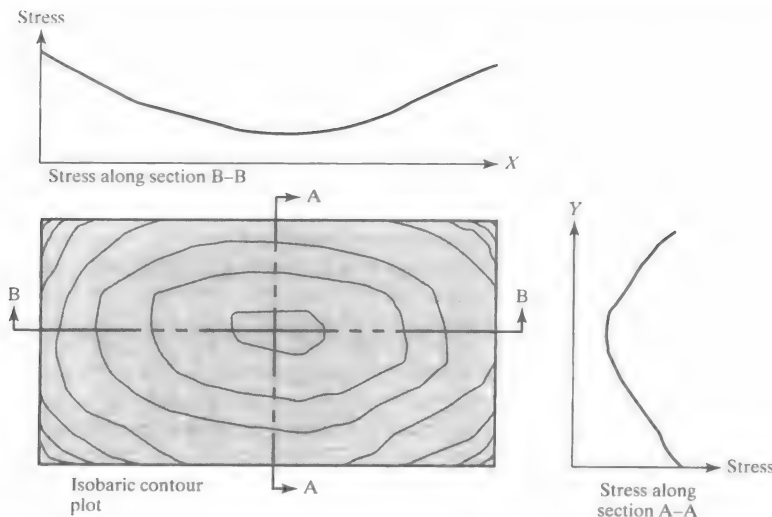 Stress
X
Stress along section B–B
A
Y
B
B
A
Isobaric contour
plot
Stress
Stress along
section A–A